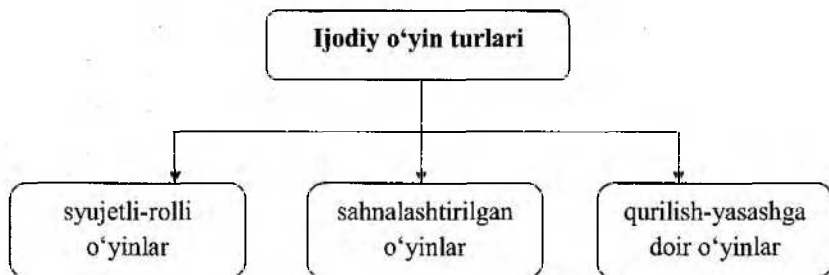 Ijodiy o‘yin turlari
syujetli-rolli
o‘yinlar
sahnalashtirilgan
o‘yinlar
qurilish-yasashga
doir o‘yinlar